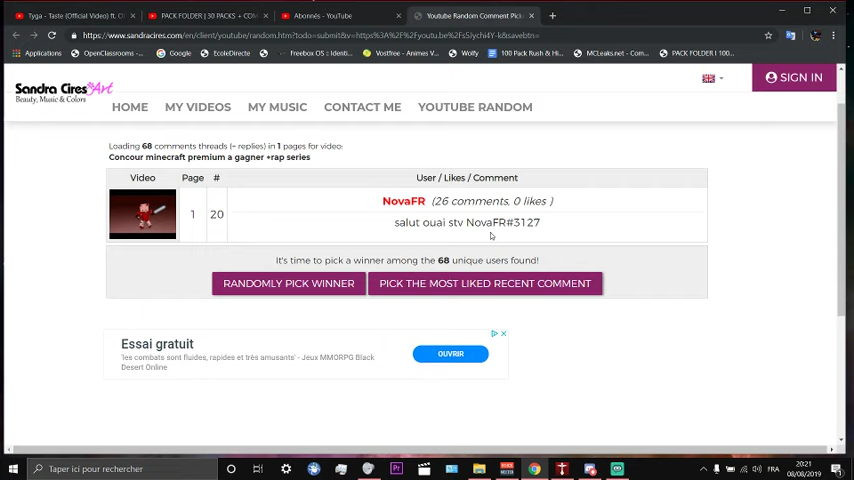 Tyga - Taste (Official Video) ft. O
PACK FOLDER | 30 PACKS + COM
Abonnés - YouTube
Youtube Random Comment Pick
https://www.sandracires.com/en/client/youtube/random.htm?todo=submit&v=https%3A%2F%2Fyoutu.be%2Fs5Jychi4Y-k&savebtn=
Applications
OpenClassrooms -...
Google
EcoleDirecte
Free OS :: Identi...
Vostfree - Animes V...
Wolfy
100 Pack Rush & Hi...
MCLeaks.net - Com...
PACK FOLDER I 100...
Sandra Cires Art
Beauty, Music & Colors
SIGN IN
HOME
MY VIDEOS
MY MUSIC
CONTACT ME
YOUTUBE RANDOM
Loading 68 comments threads (- replies) in 1 pages for video:
Concour minecraft premium a gagner +rap series
Video
Page
#
User / Likes / Comment
1
20
NovaFR (26 comments, 0 likes )
salut ouai stv NovaFR#3127
It's time to pick a winner among the 68 unique users found!
RANDOMLY PICK WINNER
PICK THE MOST LIKED RECENT COMMENT
Essai gratuit
'les combats sont fluides, rapides et très amusants' - Jeux MMORPG Black
Desert Online
OUVRIR
Taper ici pour rechercher
Pr
FRA
20:21
08/08/2019